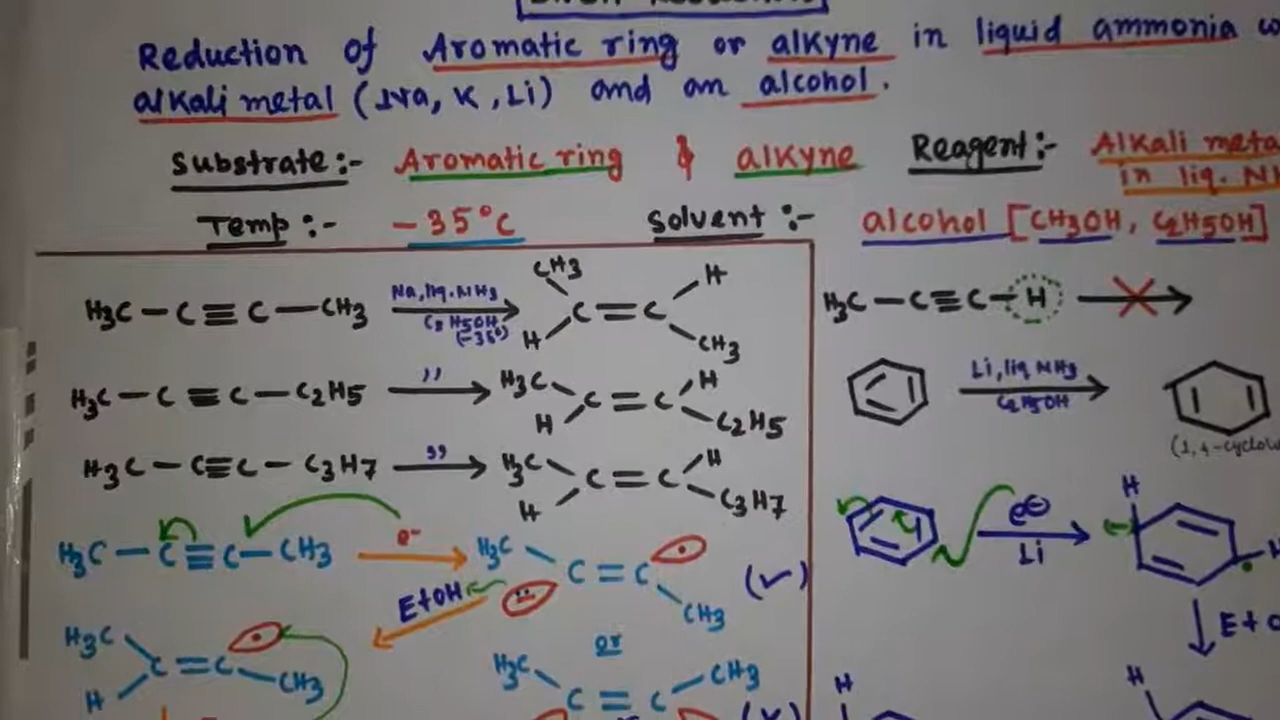 Reduction of Aromatic ring or alkyne in liquid ammonia
alkali metal (Na, K, Li) and an alcohol.
Substrate:- Aromatic ring & alkyne Reagent:- Alkali meta
in liq. NH
Temp:- -35°C Solvent:- alcohol [CH3OH, C2H5OH]
H3C-C≡C-CH3 Na, liq. NH3 C2H5OH (-35°) CH3 H C=C H CH3
H3C-C≡C-H
H3C-C≡C-C2H5 ,, H3C H C=C H C2H5
Li, liq NH3 C2H5OH
(1,4-cyclo
H3C-C≡C-C3H7 ,, H3C H C=C H C3H7
H3C-C≡C-CH3 e- H3C C=C CH3 (✓)
e⊖ Li H H
EtOH
Et
H3C H C=C CH3
or
H3C C=C CH3 (x)
H H